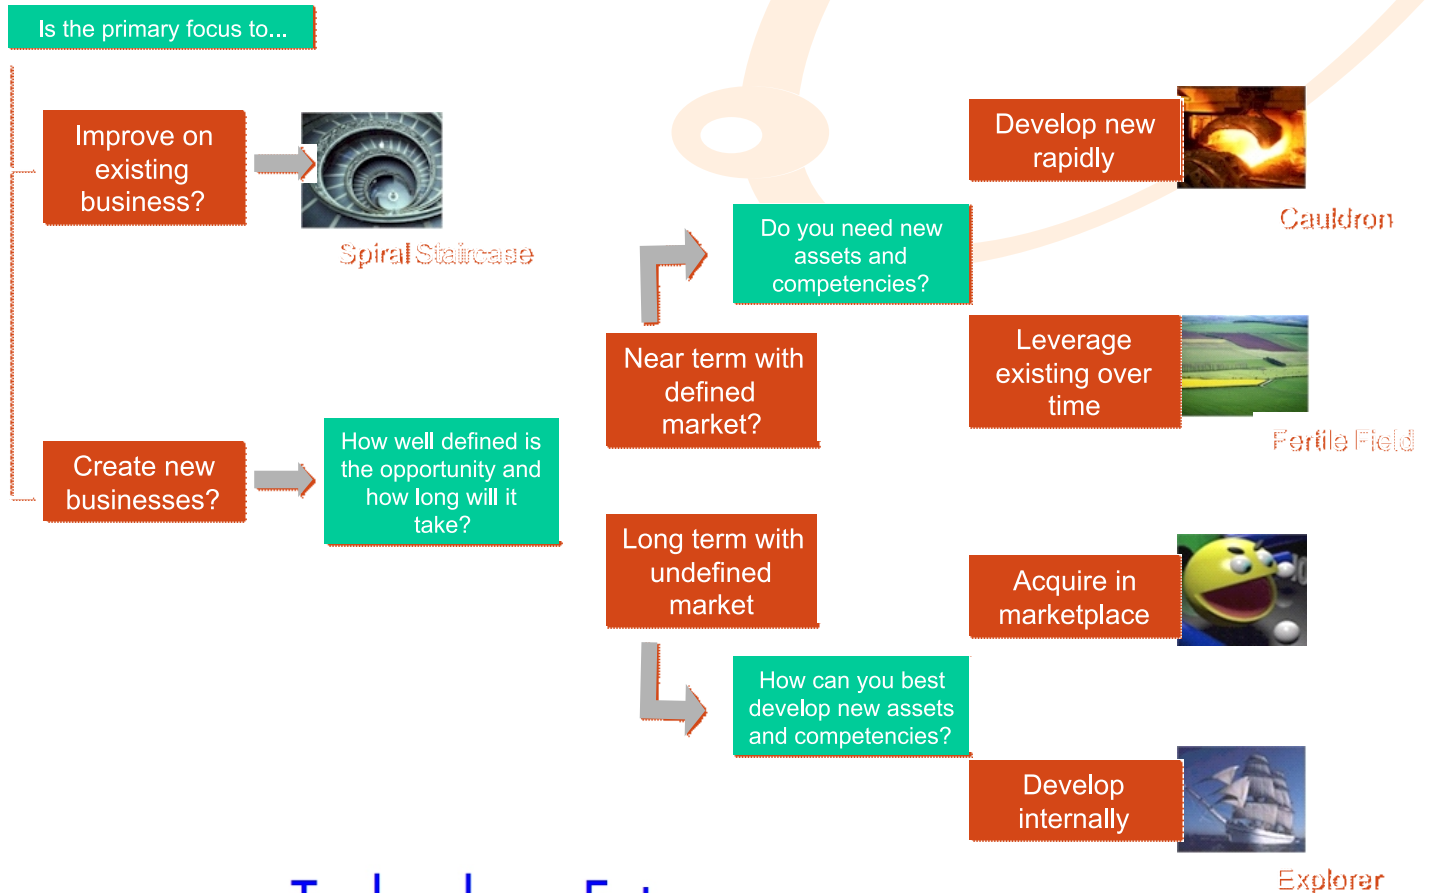 Is the primary focus to...
Improve on
existing
business?
Spiral Staircase
Create new
businesses?
How well defined is
the opportunity and
how long will it
take?
Near term with
defined
market?
Long term with
undefined
market
Do you need new
assets and
competencies?
How can you best
develop new assets
and competencies?
Develop new
rapidly
Cauldron
Leverage
existing over
time
Fertile Field
Acquire in
marketplace
Develop
internally
Explorer